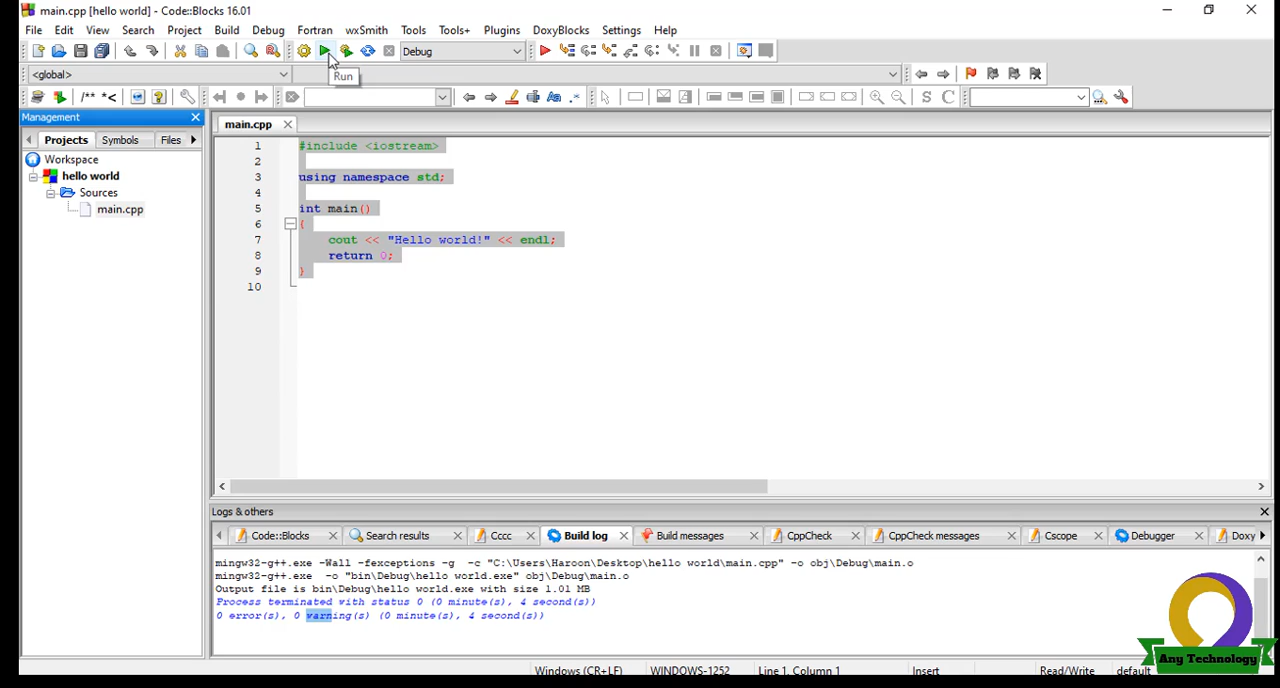 main.cpp [hello world] - Code::Blocks 16.01
File Edit View Search Project Build Debug Fortran wxSmith Tools Tools+ Plugins DoxyBlocks Settings Help
Debug
Run
<global>
/** *<
S C
Management
Projects Symbols Files
main.cpp
Workspace
hello world
Sources
main.cpp
1 #include <iostream>
2
3 using namespace std;
4
5 int main()
6 {
7 cout << "Hello world!" << endl;
8 return 0;
9 }
10
Logs & others
Code::Blocks Search results Cccc Build log Build messages CppCheck CppCheck messages Cscope Debugger Doxy
mingw32-g++.exe -Wall -fexceptions -g -c "C:\Users\Haroon\Desktop\hello world\main.cpp" -o obj\Debug\main.o
mingw32-g++.exe -o "bin\Debug\hello world.exe" obj\Debug\main.o
Output file is bin\Debug\hello world.exe with size 1.01 MB
Process terminated with status 0 (0 minute(s), 4 second(s))
0 error(s), 0 warning(s) (0 minute(s), 4 second(s))
Any Technology
Windows (CR+LF) WINDOWS-1252 Line 1, Column 1 Insert Read/Write default